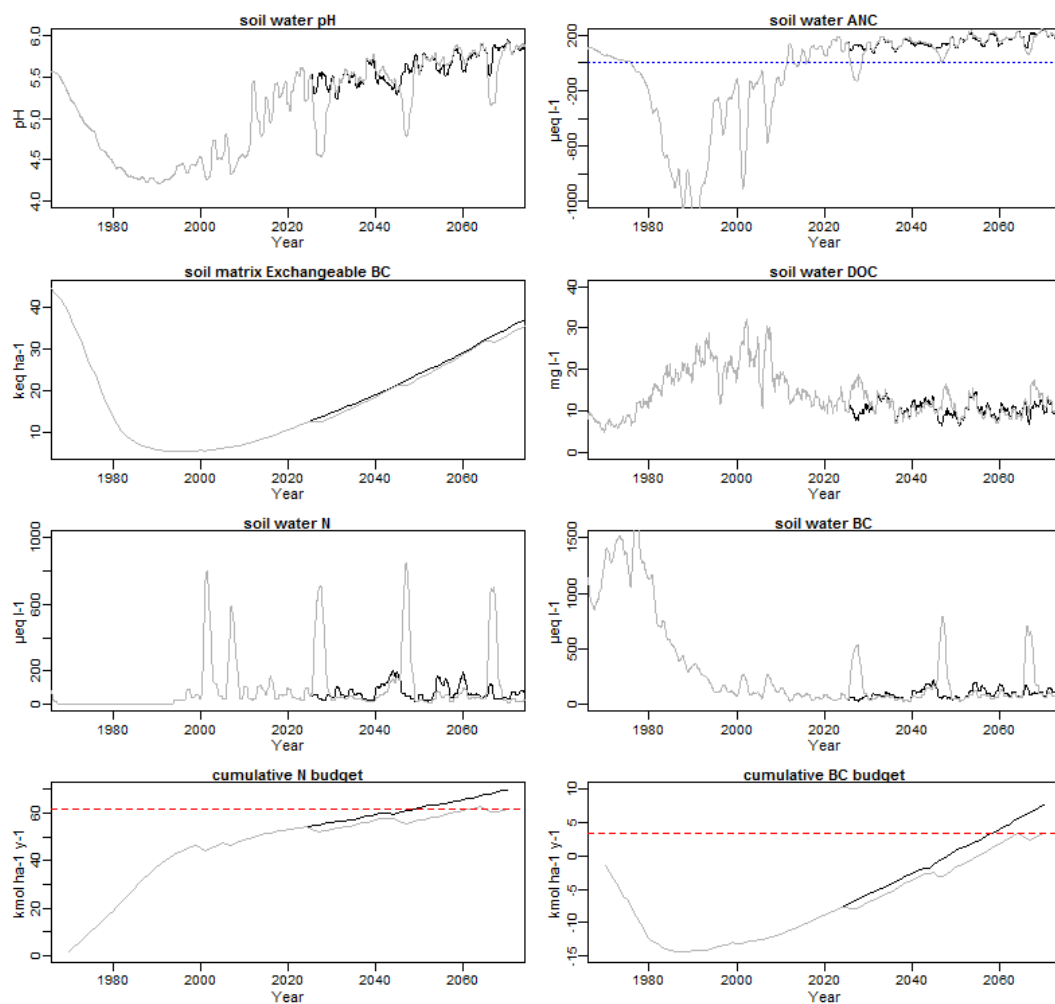 soil water pH
6.0
5.5
5.0
4.5
4.0
pH
1980 2000 2020 2040 2060
Year
soil water ANC
200
-200
-600
-1000
µeq l-1
1980 2000 2020 2040 2060
Year
soil matrix Exchangeable BC
40
30
20
10
keq ha-1
1980 2000 2020 2040 2060
Year
soil water DOC
40
30
20
10
0
mg l-1
1980 2000 2020 2040 2060
Year
soil water N
1000
600
200
0
µeq l-1
1980 2000 2020 2040 2060
Year
soil water BC
1500
1000
500
0
µeq l-1
1980 2000 2020 2040 2060
Year
cumulative N budget
60
40
20
0
kmol ha-1 y-1
1980 2000 2020 2040 2060
Year
cumulative BC budget
10
5
0
-5
-10
-15
kmol ha-1 y-1
1980 2000 2020 2040 2060
Year